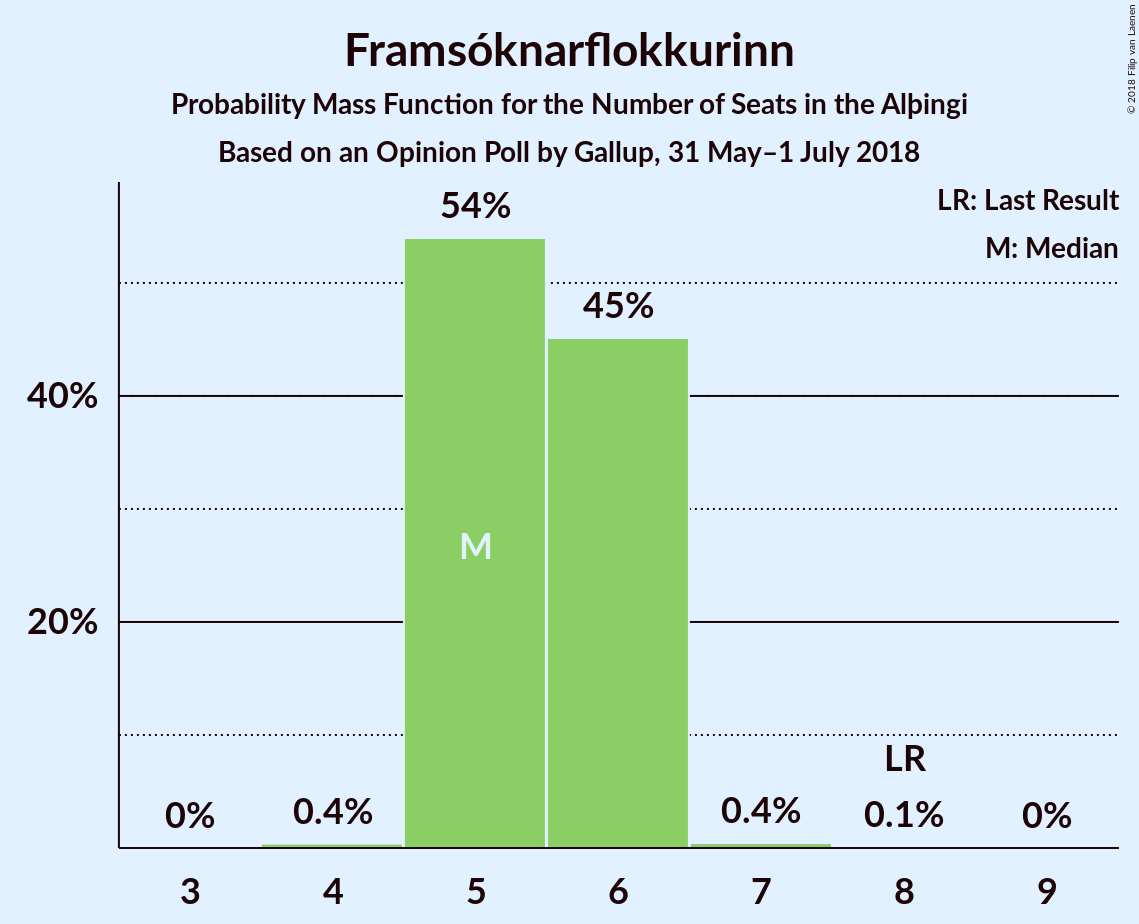 Framsóknarflokkurinn
Probability Mass Function for the Number of Seats in the Alþingi
Based on an Opinion Poll by Gallup, 31 May–1 July 2018
© 2018 Filip van Laenen
LR: Last Result
M: Median
54%
45%
40%
M
20%
LR
0% 0.4% 0.4% 0.1% 0%
3 4 5 6 7 8 9